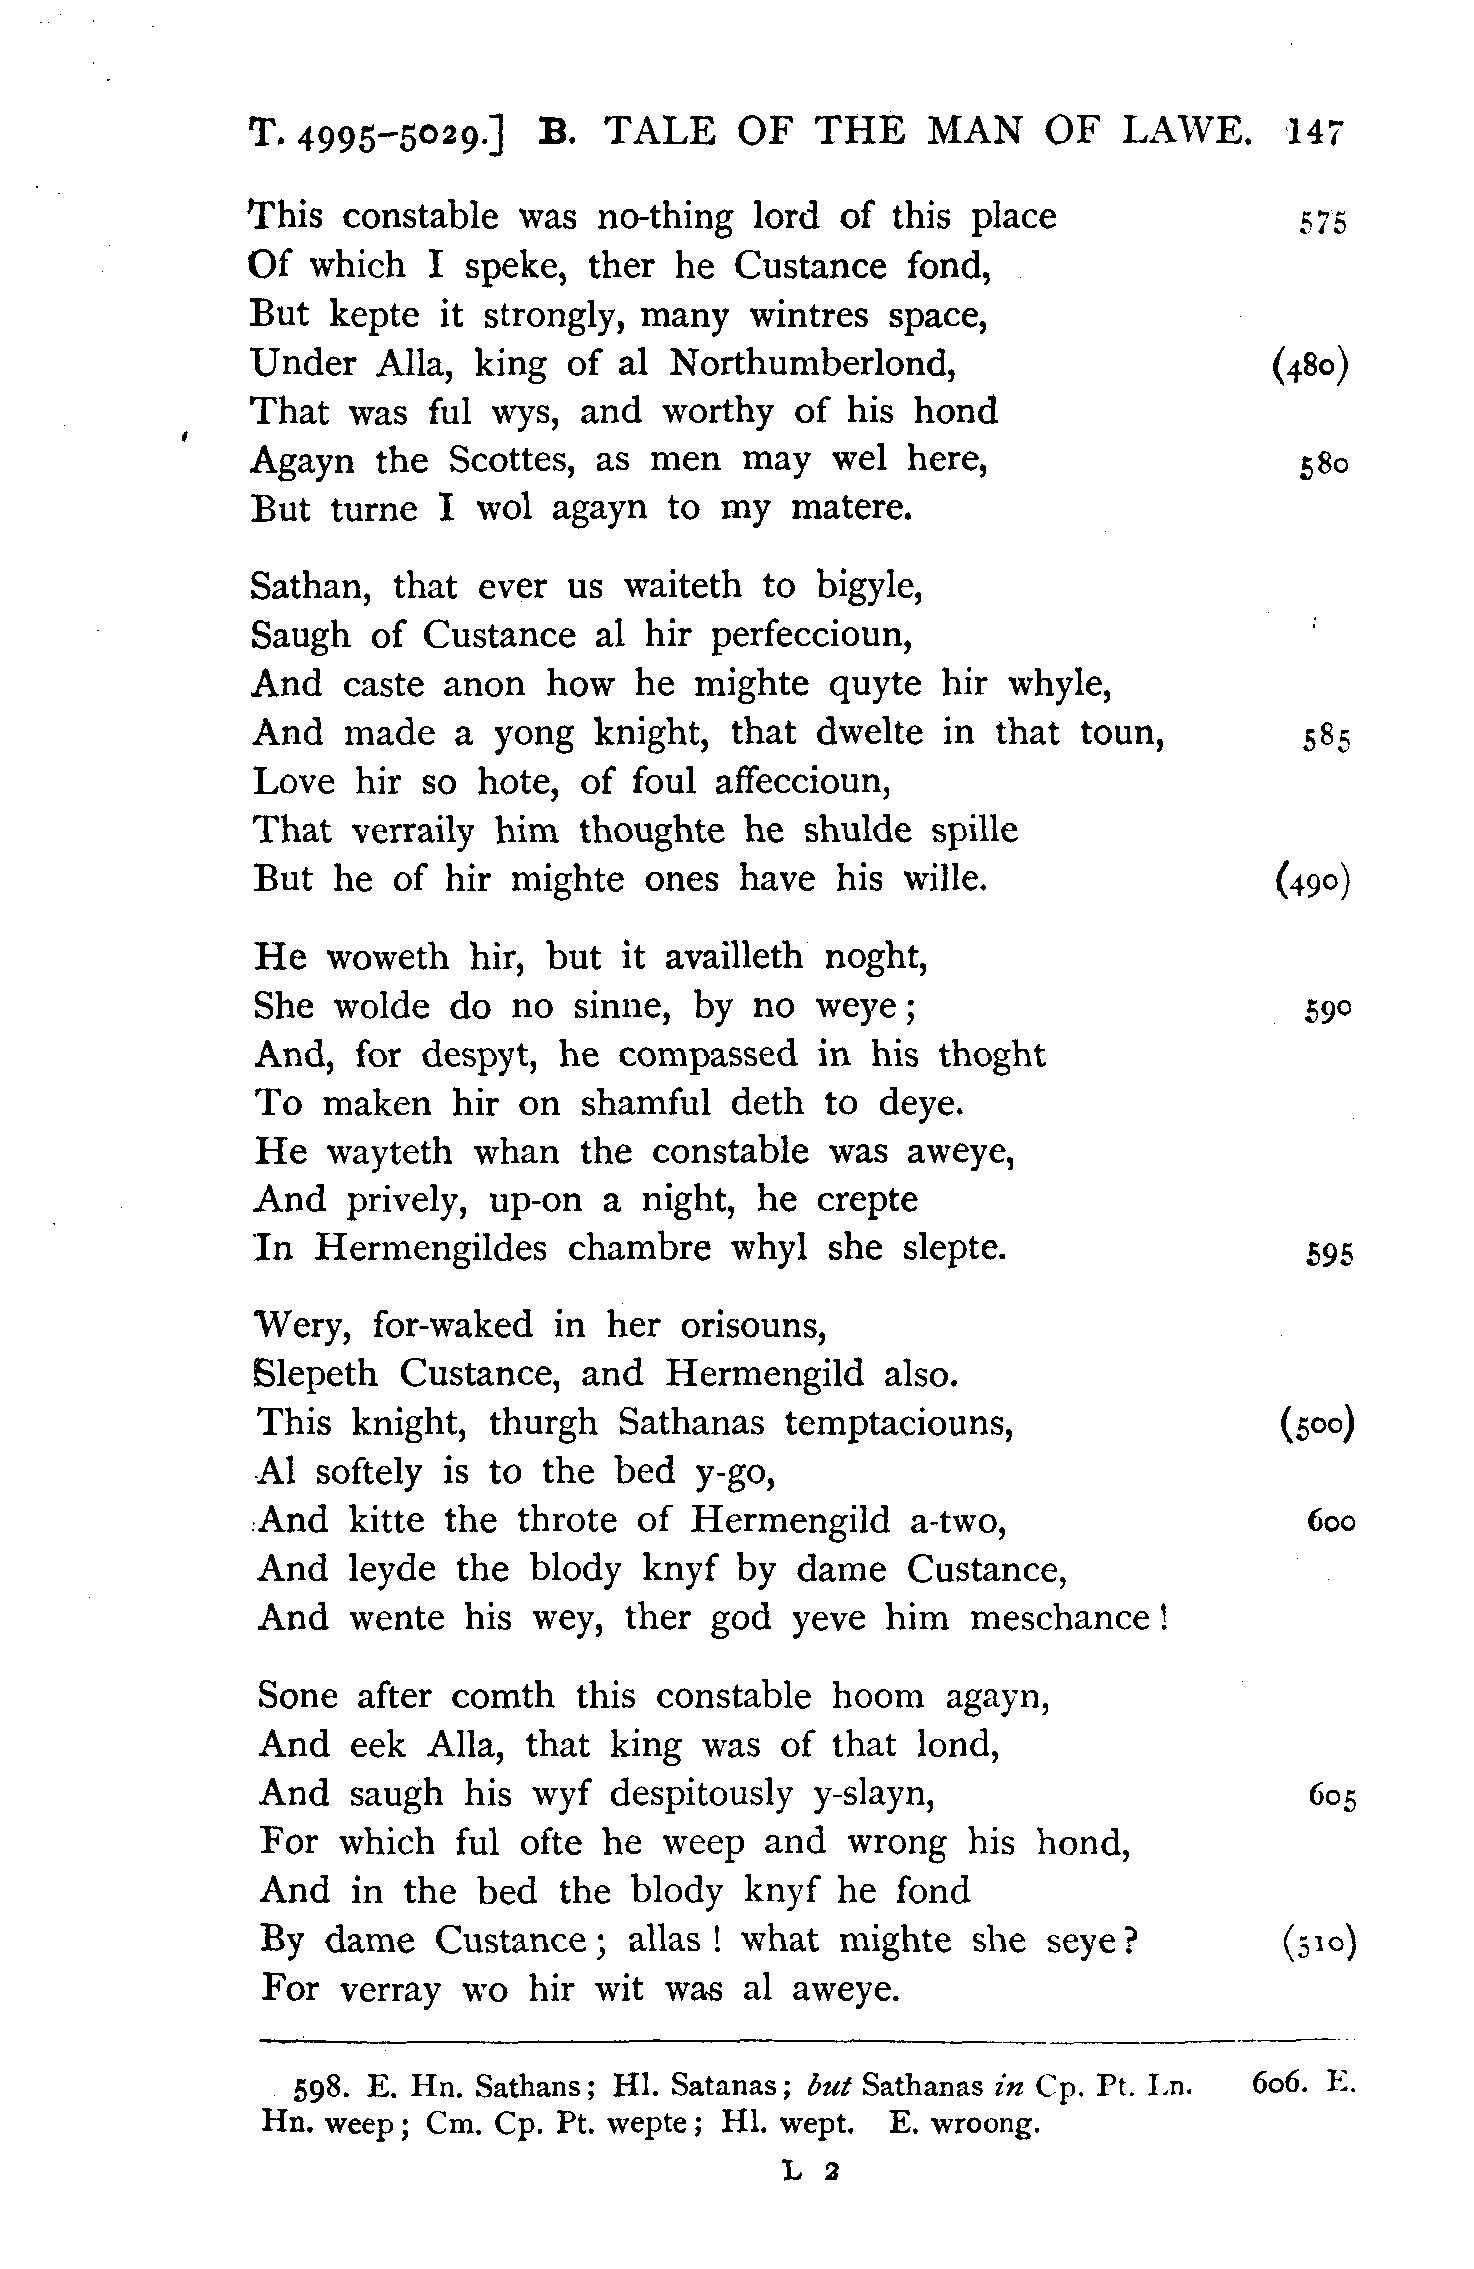 T. 4995–5029.] B. TALE OF THE MAN OF LAWE. 147
This constable was no-thing lord of this place 575
Of which I speke, ther he Custance fond,
But kepte it strongly, many wintres space,
Under Alla, king of al Northumberlond, (480)
That was ful wys, and worthy of his hond
Agayn the Scottes, as men may wel here, 580
But turne I wol agayn to my matere.
Sathan, that ever us waiteth to bigyle,
Saugh of Custance al hir perfeccioun,
And caste anon how he mighte quyte hir whyle,
And made a yong knight, that dwelte in that toun, 585
Love hir so hote, of foul affeccioun,
That verraily him thoughte he shulde spille
But he of hir mighte ones have his wille. (490)
He woweth hir, but it availleth noght,
She wolde do no sinne, by no weye ; 590
And, for despyt, he compassed in his thoght
To maken hir on shamful deth to deye.
He wayteth whan the constable was aweye,
And prively, up-on a night, he crepte
In Hermengildes chambre whyl she slepte. 595
Wery, for-waked in her orisouns,
Slepeth Custance, and Hermengild also.
This knight, thurgh Sathanas temptaciouns, (500)
Al softely is to the bed y-go,
And kitte the throte of Hermengild a-two, 600
And leyde the blody knyf by dame Custance,
And wente his wey, ther god yeve him meschance !
Sone after comth this constable hoom agayn,
And eek Alla, that king was of that lond,
And saugh his wyf despitously y-slayn, 605
For which ful ofte he weep and wrong his hond,
And in the bed the blody knyf he fond
By dame Custance ; allas ! what mighte she seye ? (510)
For verray wo hir wit was al aweye.
598. E. Hn. Sathans ; Hl. Satanas ; but Sathanas in Cp. Pt. Ln. 606. E.
Hn. weep ; Cm. Cp. Pt. wepte ; Hl. wept. E. wroong.
L 2